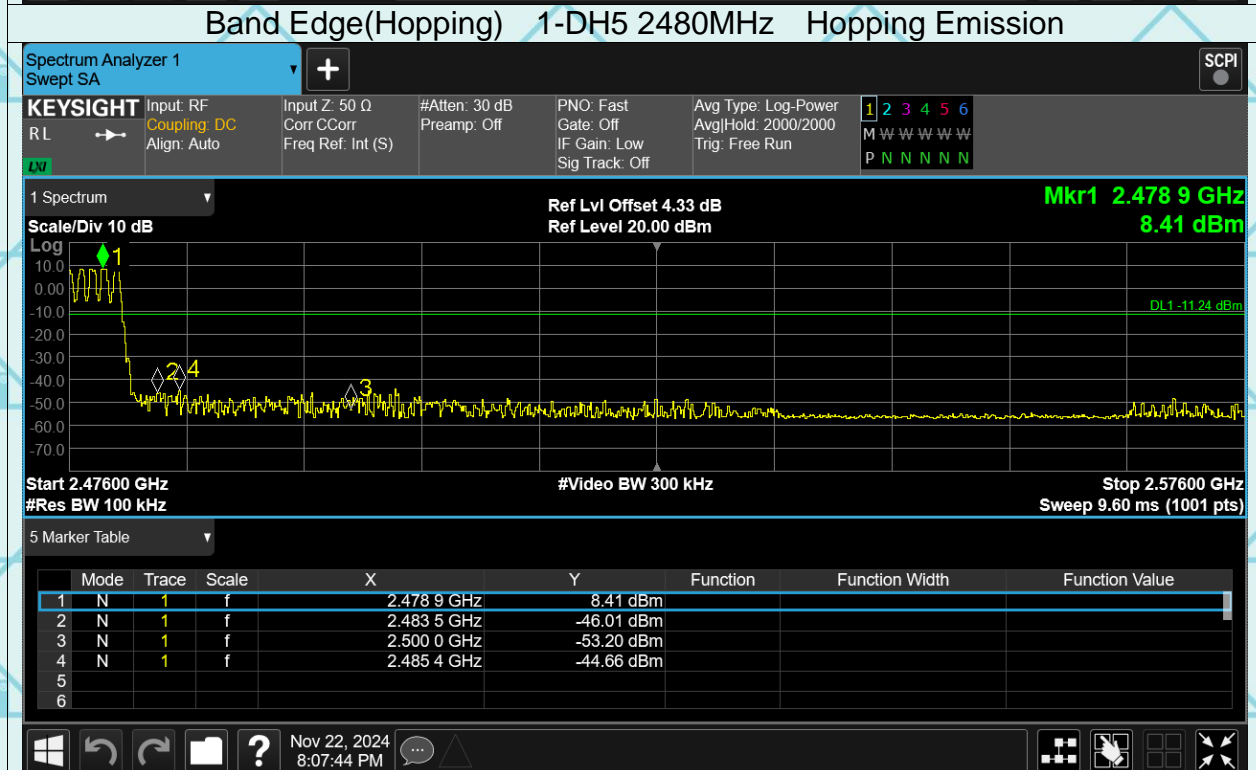 Band Edge(Hopping) 1-DH5 2480MHz Hopping Emission
Spectrum Analyzer 1
Swept SA
SCPI
KEYSIGHT
RL
LXI
Input: RF
Coupling: DC
Align: Auto
Input Z: 50 Ω
Corr CCorr
Freq Ref: Int (S)
#Atten: 30 dB
Preamp: Off
PNO: Fast
Gate: Off
IF Gain: Low
Sig Track: Off
Avg Type: Log-Power
Avg|Hold: 2000/2000
Trig: Free Run
1 2 3 4 5 6
M W W W W W
P N N N N N
1 Spectrum
Scale/Div 10 dB
Ref Lvl Offset 4.33 dB
Ref Level 20.00 dBm
Mkr1 2.478 9 GHz
8.41 dBm
Log
10.0
0.00
-10.0
-20.0
-30.0
-40.0
-50.0
-60.0
-70.0
1
2
4
3
DL1 -11.24 dBm
Start 2.47600 GHz
#Res BW 100 kHz
#Video BW 300 kHz
Stop 2.57600 GHz
Sweep 9.60 ms (1001 pts)
5 Marker Table
Mode Trace Scale X Y Function Function Width Function Value
1 N 1 f 2.478 9 GHz 8.41 dBm
2 N 1 f 2.483 5 GHz -46.01 dBm
3 N 1 f 2.500 0 GHz -53.20 dBm
4 N 1 f 2.485 4 GHz -44.66 dBm
5
6
?
Nov 22, 2024
8:07:44 PM